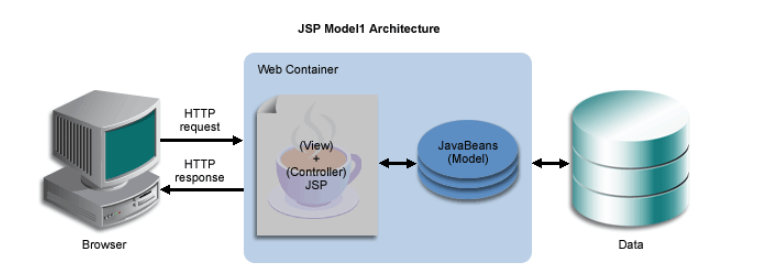 JSP Model1 Architecture
Web Container
HTTP
request
HTTP
response
(View)
+
(Controller)
JSP
JavaBeans
(Model)
Browser
Data